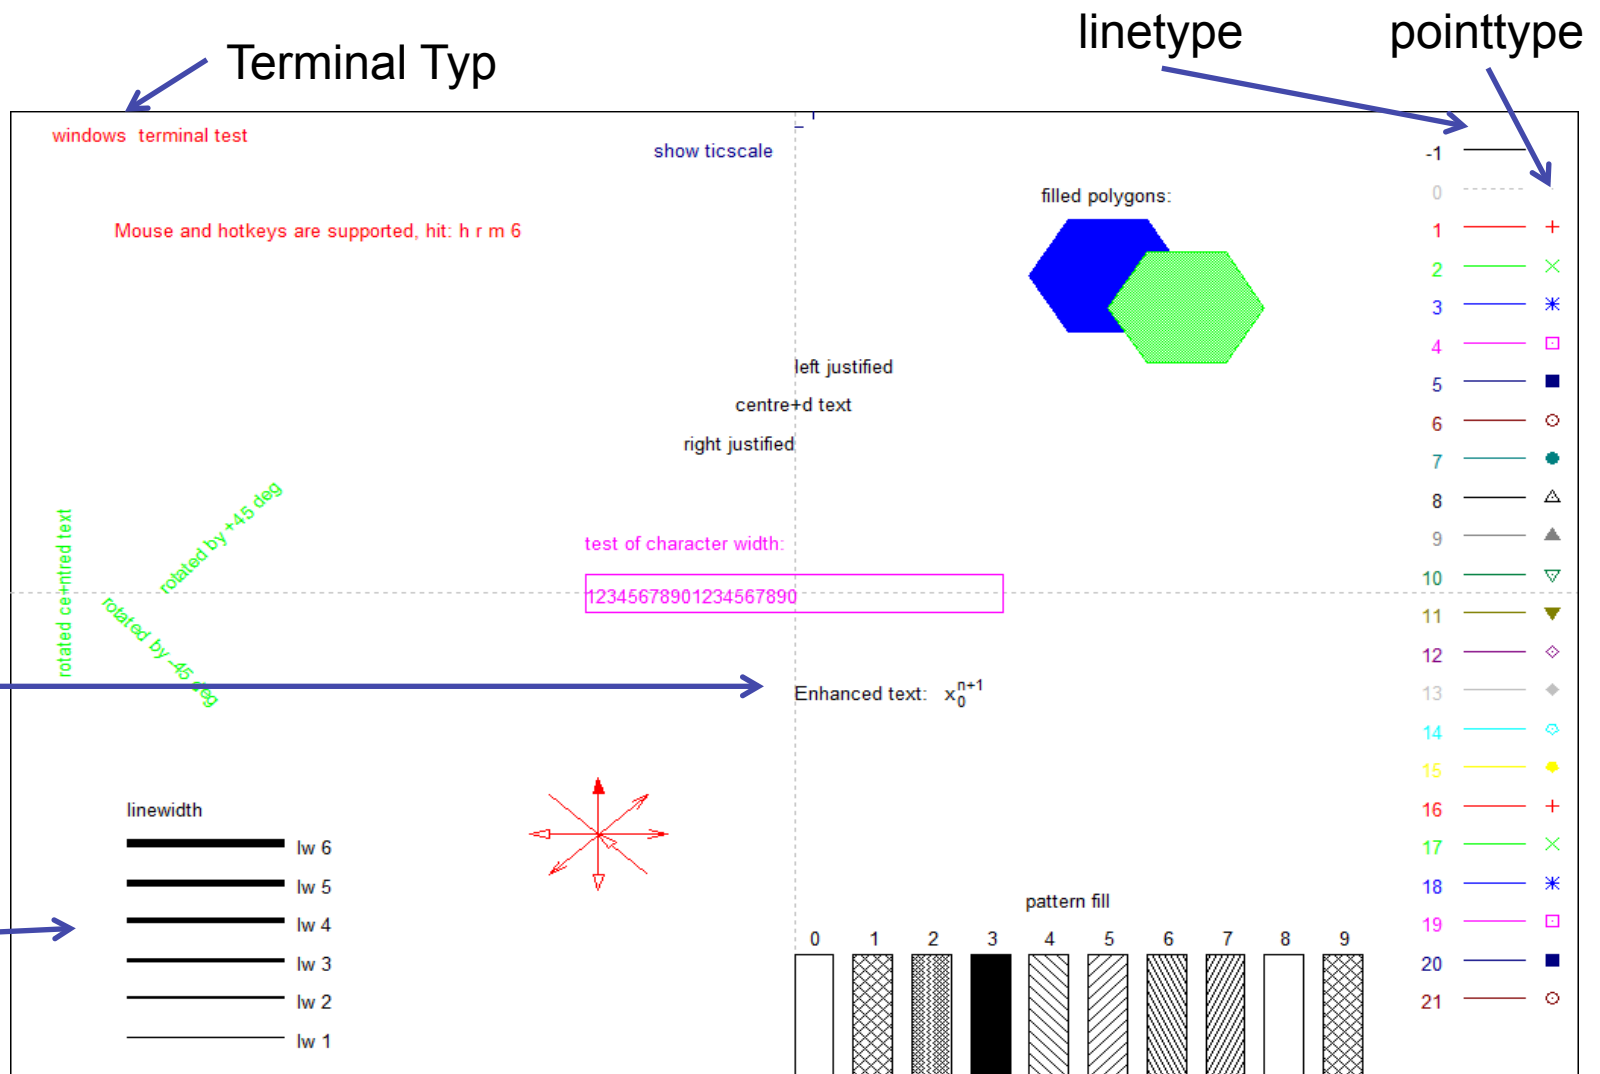 linetype
pointtype
Terminal Typ
windows terminal test
show ticscale
Mouse and hotkeys are supported, hit: h r m 6
filled polygons:
left justified
centre+d text
right justified
rotated ce+ntred text
rotated by +45 deg
rotated by -45 deg
test of character width:
12345678901234567890
Enhanced text: x₀ⁿ⁺¹
linewidth
lw 6
lw 5
lw 4
lw 3
lw 2
lw 1
pattern fill
0 1 2 3 4 5 6 7 8 9
-1
0
1
2
3
4
5
6
7
8
9
10
11
12
13
14
15
16
17
18
19
20
21